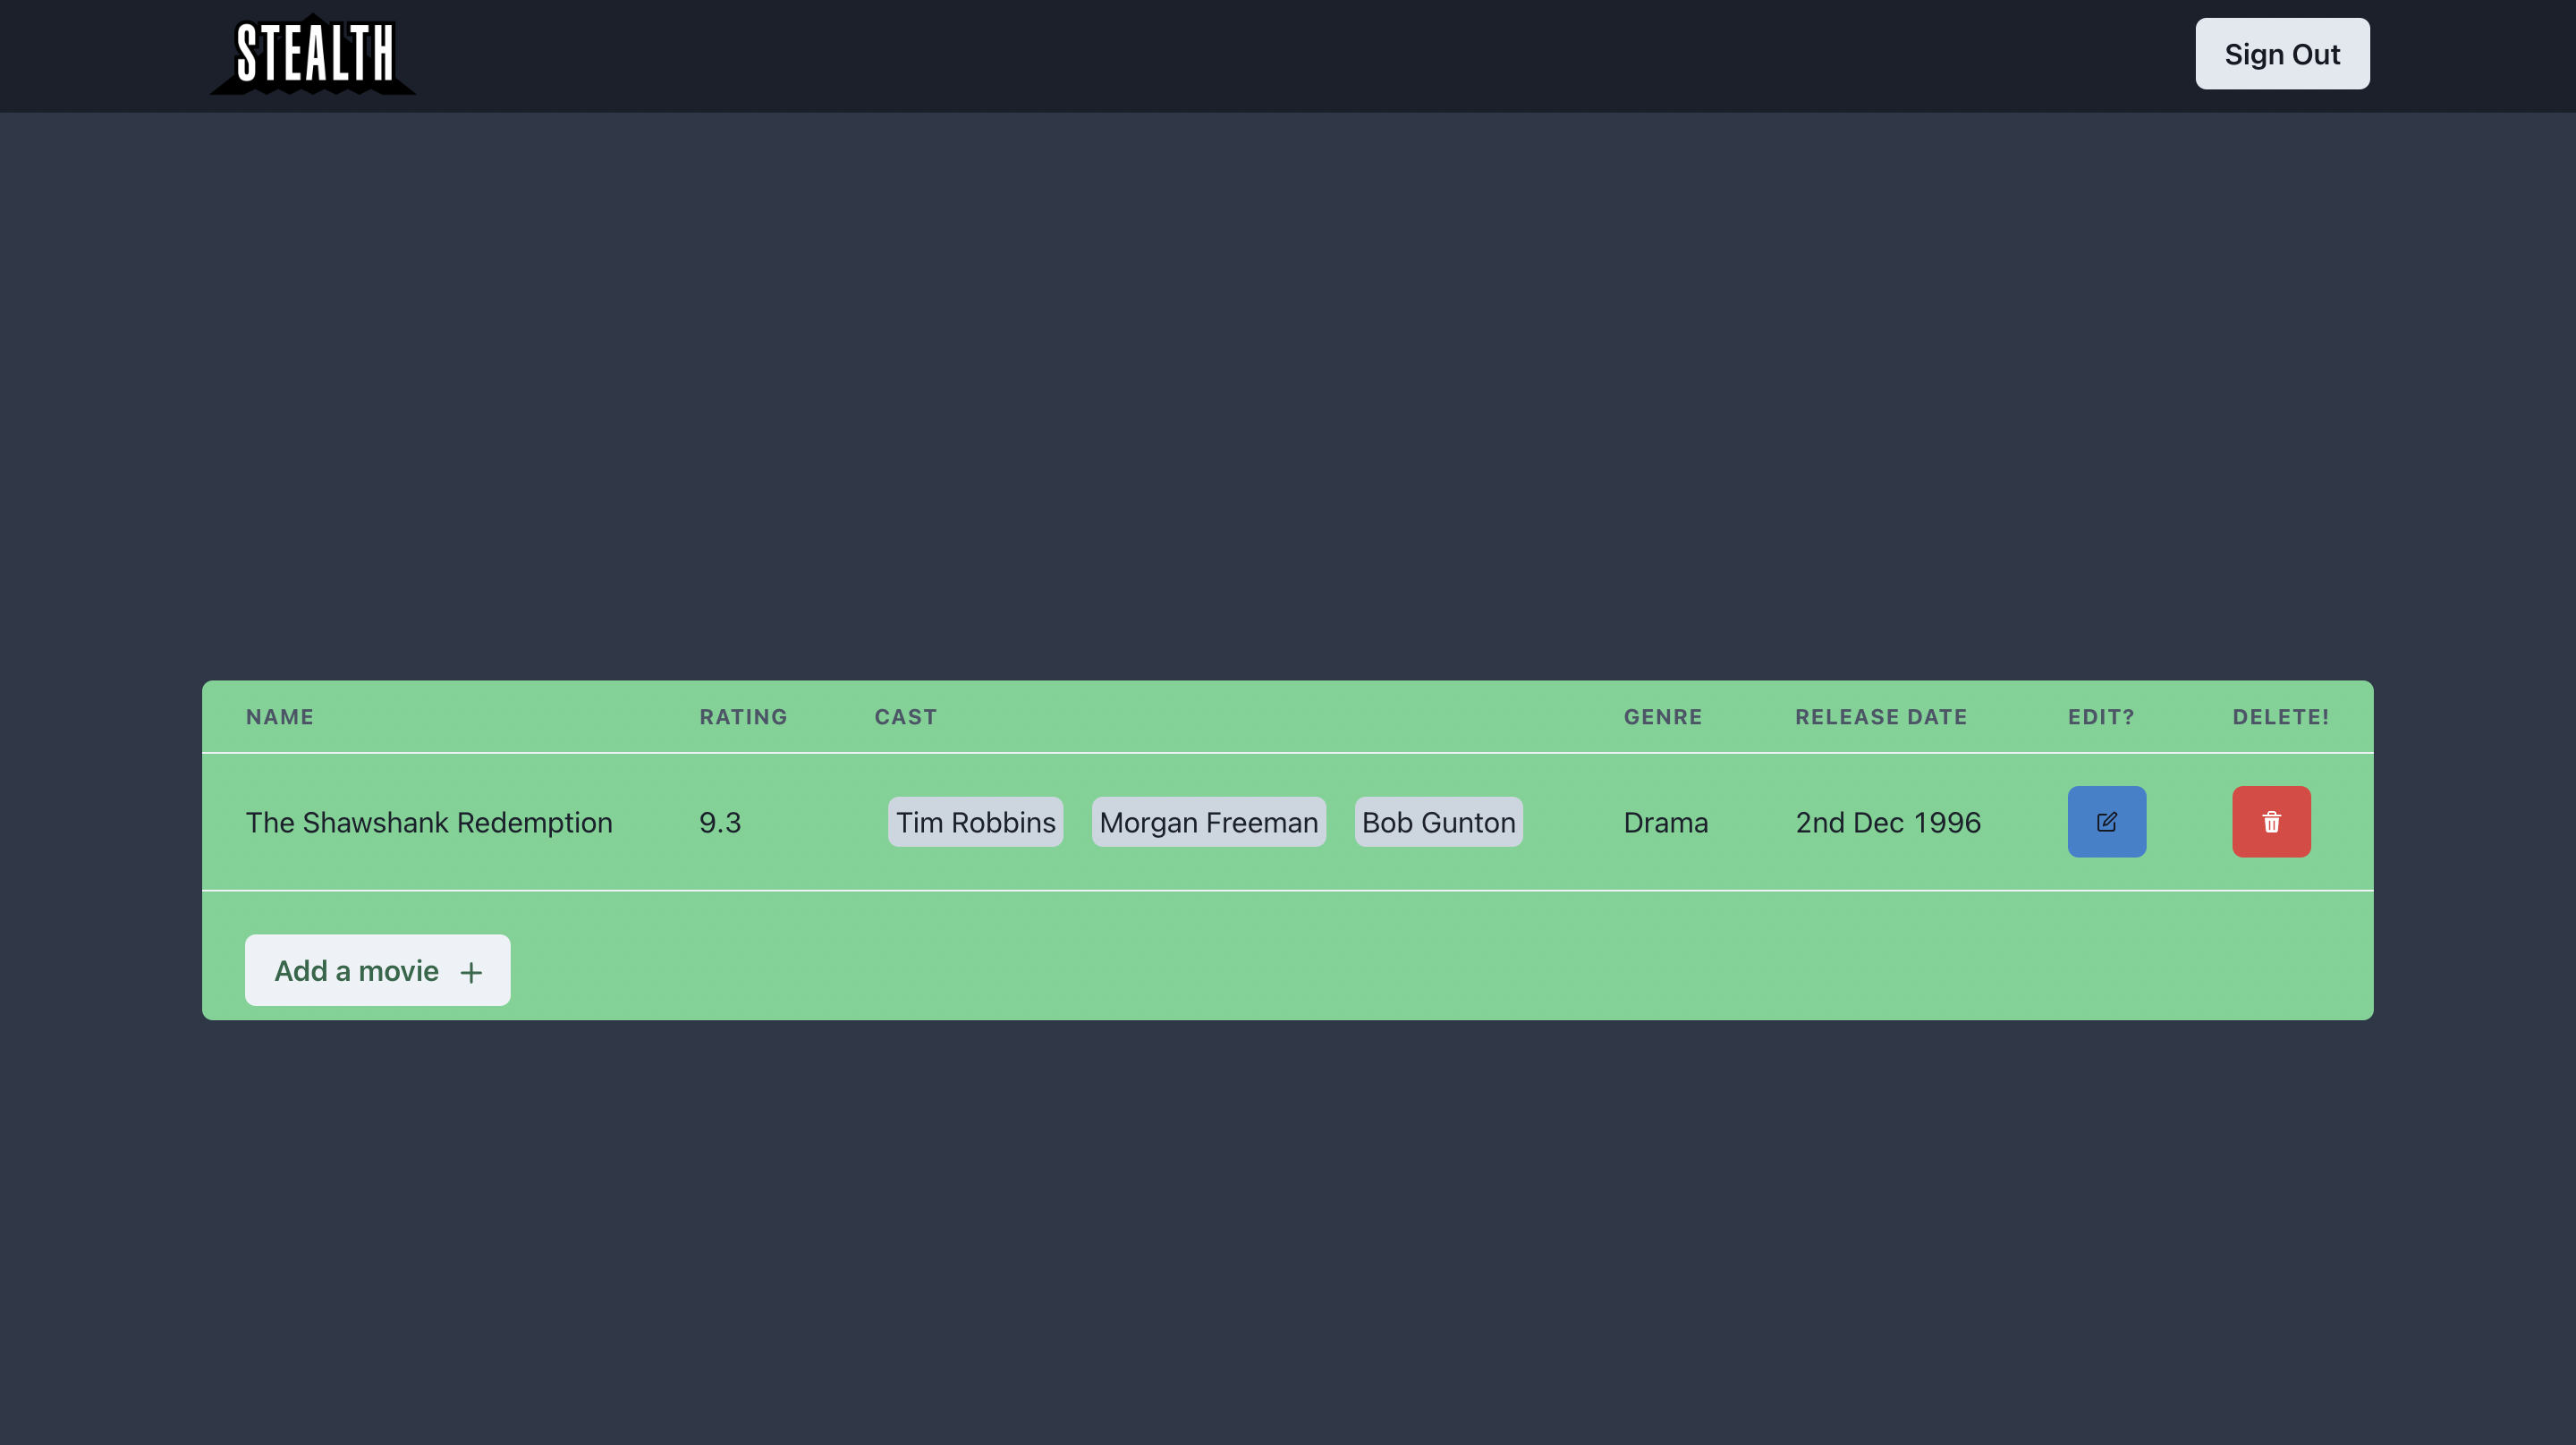 STEALTH
Sign Out
NAME RATING CAST GENRE RELEASE DATE EDIT? DELETE!
The Shawshank Redemption 9.3 Tim Robbins Morgan Freeman Bob Gunton Drama 2nd Dec 1996
Add a movie +